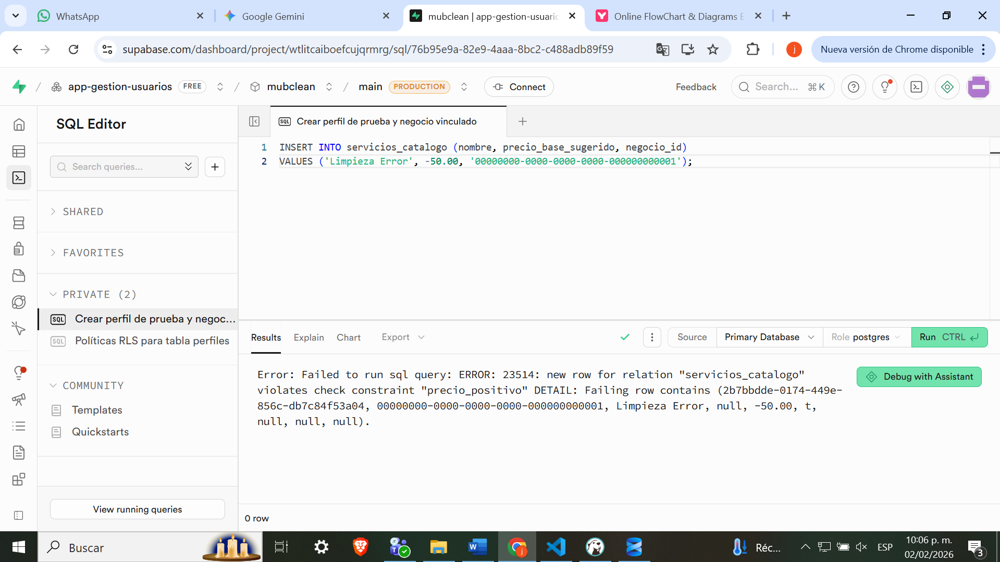 WhatsApp
Google Gemini
mubclean | app-gestion-usuario
Online FlowChart & Diagrams E
supabase.com/dashboard/project/wtlitcaiboefcujqrmrg/sql/76b95e9a-82e9-4aaa-8bc2-c488adb89f59
j
Nueva versión de Chrome disponible
/ app-gestion-usuarios FREE / mubclean / main PRODUCTION Connect
Feedback
Search... ⌘ K
SQL Editor
SQL Crear perfil de prueba y negocio vinculado
Search queries...
1 INSERT INTO servicios_catalogo (nombre, precio_base_sugerido, negocio_id)
2 VALUES ('Limpieza Error', -50.00, '00000000-0000-0000-0000-000000000001');
SHARED
FAVORITES
PRIVATE (2)
SQL Crear perfil de prueba y negoc...
SQL Políticas RLS para tabla perfiles
COMMUNITY
Templates
Quickstarts
View running queries
Results Explain Chart Export
Source Primary Database Role postgres Run CTRL
Error: Failed to run sql query: ERROR: 23514: new row for relation "servicios_catalogo"
violates check constraint "precio_positivo" DETAIL: Failing row contains (2b7bbdde-0174-449e-
856c-db7c84f53a04, 00000000-0000-0000-0000-000000000001, Limpieza Error, null, -50.00, t,
null, null, null).
Debug with Assistant
0 row
Buscar
Réc...
ESP
10:06 p. m.
02/02/2026
3